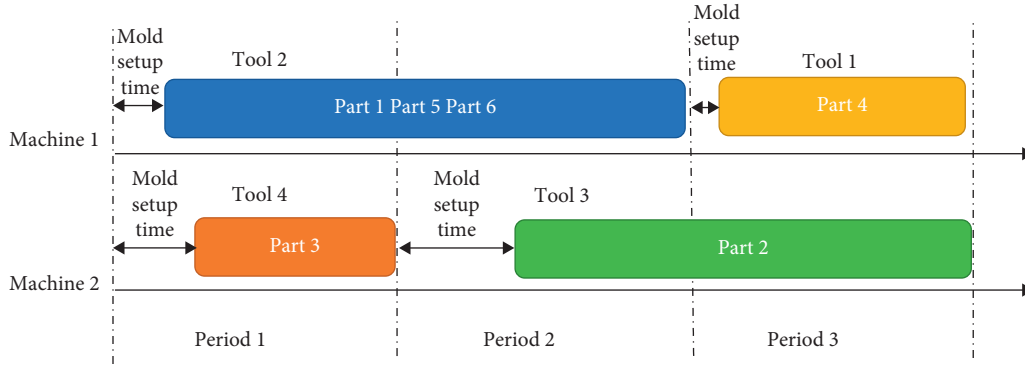 Mold
setup
time
Tool 2
Mold
setup
time
Tool 1
Part 1 Part 5 Part 6
Part 4
Machine 1
Mold
setup
time
Tool 4
Mold
setup
time
Tool 3
Part 3
Part 2
Machine 2
Period 1
Period 2
Period 3